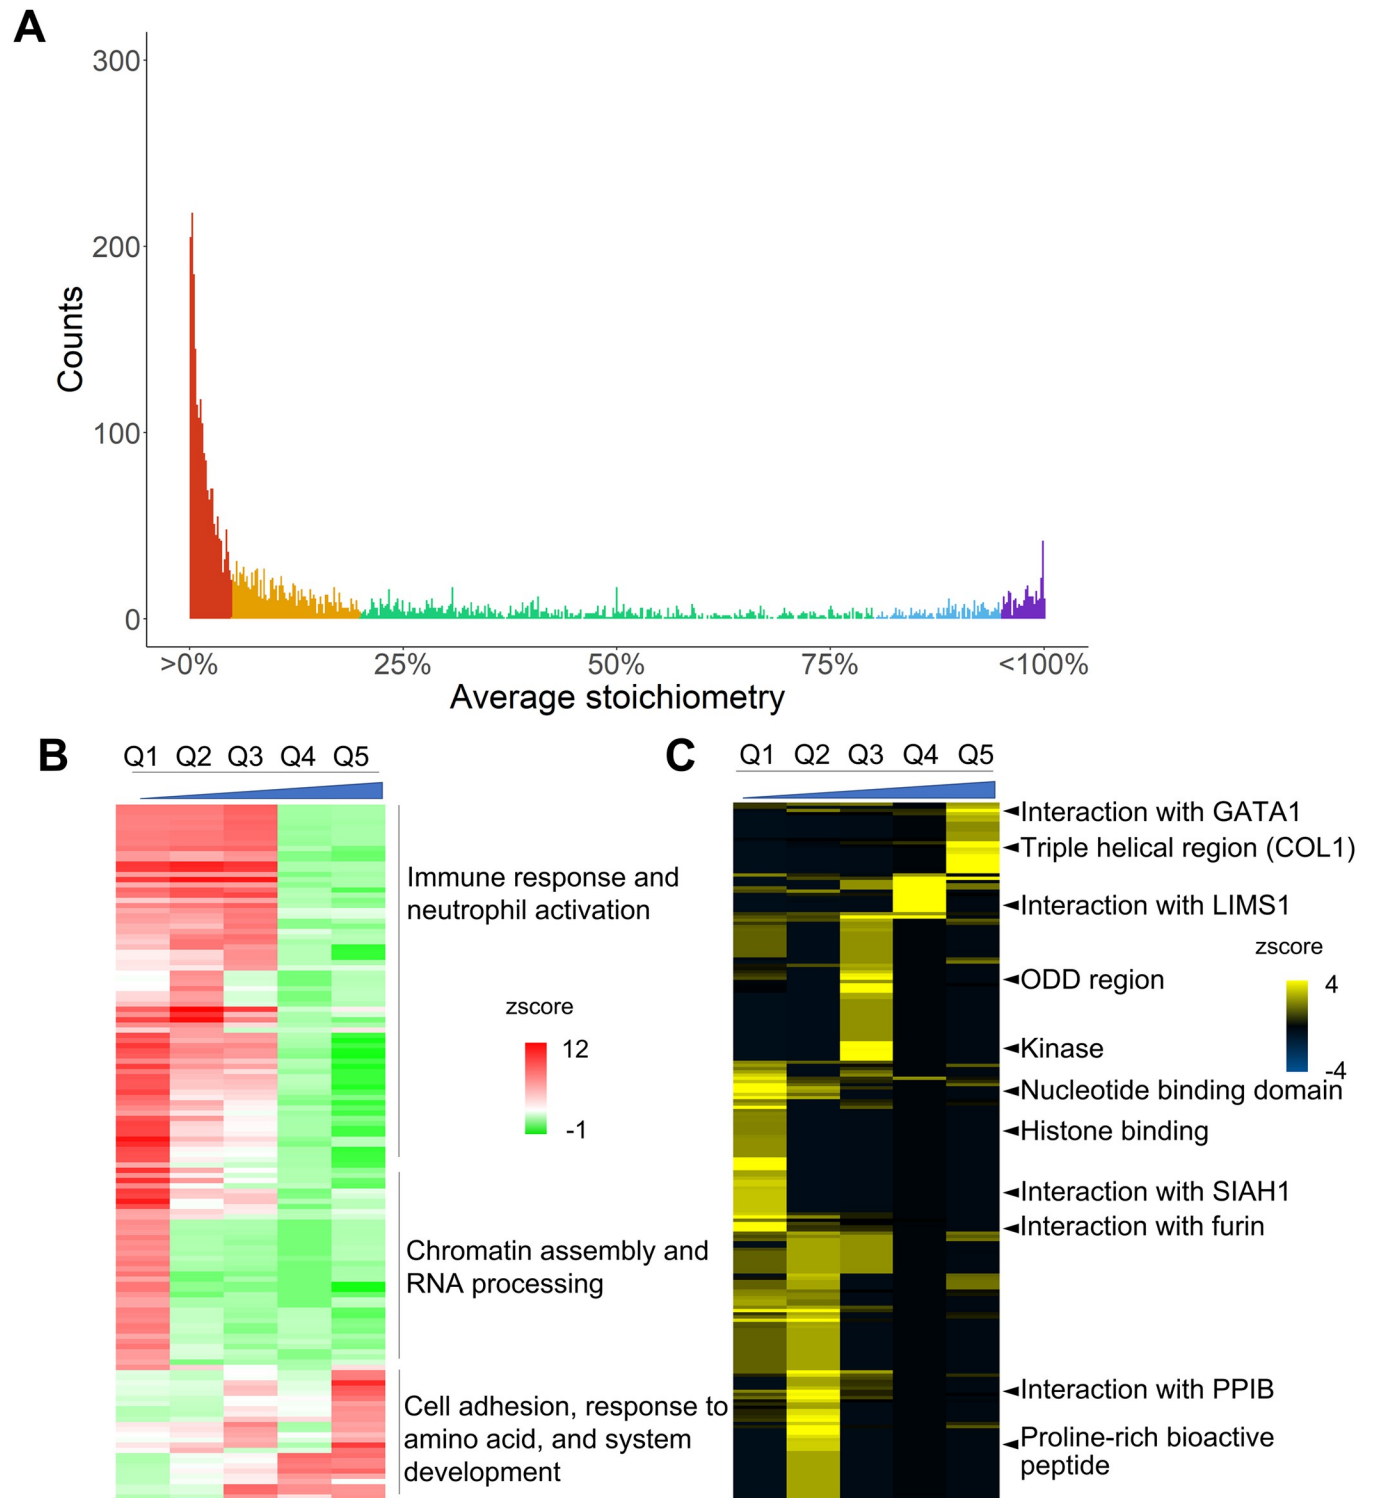 A
300
200
100
0
Counts
>0%
25%
50%
75%
<100%
Average stoichiometry
B
Q1
Q2
Q3
Q4
Q5
Immune response and
neutrophil activation
zscore
12
-1
Chromatin assembly and
RNA processing
Cell adhesion, response to
amino acid, and system
development
C
Q1
Q2
Q3
Q4
Q5
Interaction with GATA1
Triple helical region (COL1)
Interaction with LIMS1
zscore
4
-4
ODD region
Kinase
Nucleotide binding domain
Histone binding
Interaction with SIAH1
Interaction with furin
Interaction with PPIB
Proline-rich bioactive
peptide